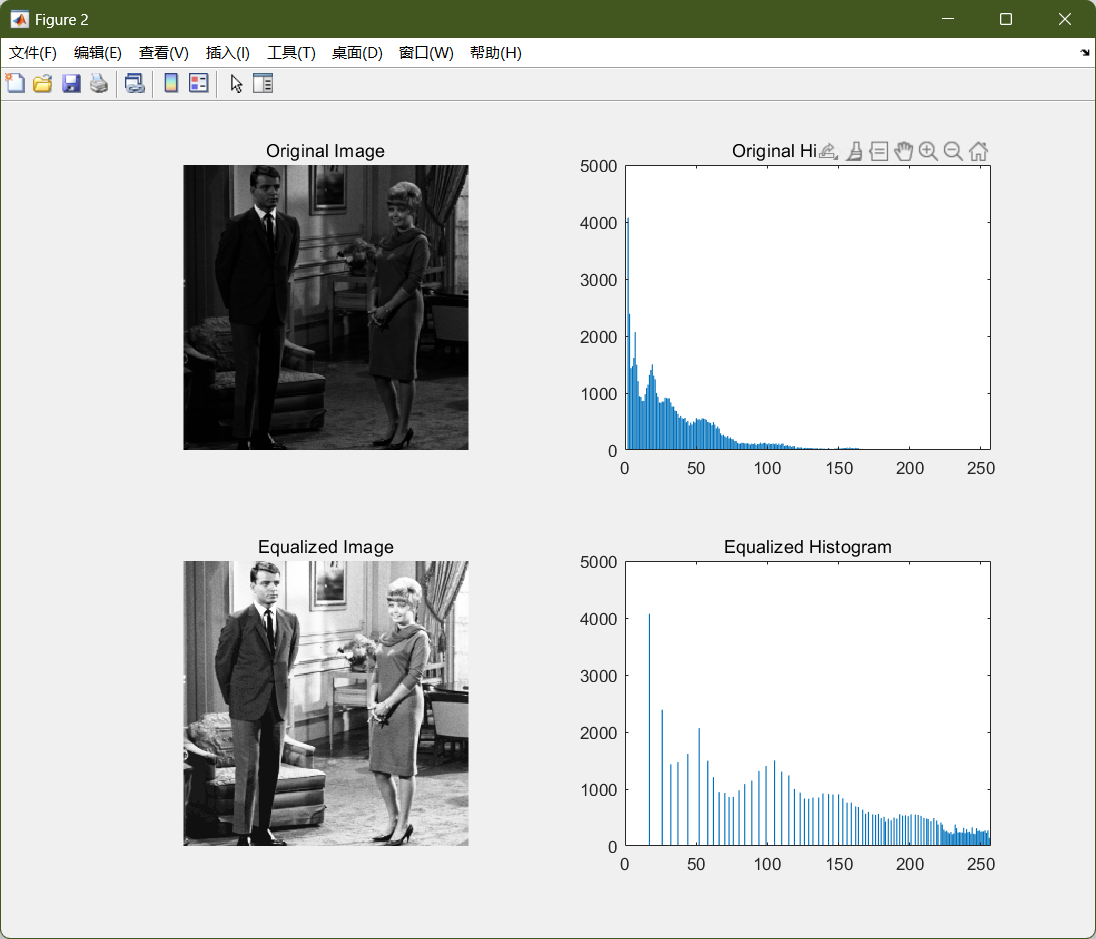 Figure 2
文件(F) 编辑(E) 查看(V) 插入(I) 工具(T) 桌面(D) 窗口(W) 帮助(H)
Original Image
Original Hi
5000
4000
3000
2000
1000
0
0 50 100 150 200 250
Equalized Image
Equalized Histogram
5000
4000
3000
2000
1000
0
0 50 100 150 200 250